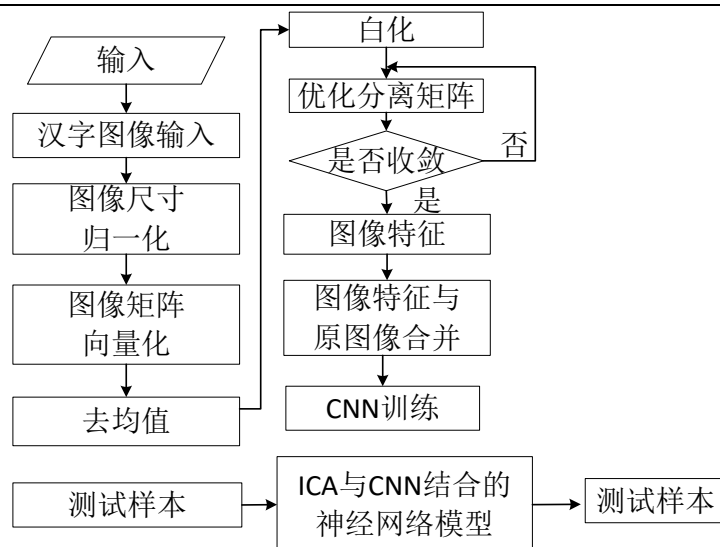 输入
汉字图像输入
图像尺寸
归一化
图像矩阵
向量化
去均值
白化
优化分离矩阵
是否收敛
否
是
图像特征
图像特征与
原图像合并
CNN训练
测试样本
ICA与CNN结合的
神经网络模型
测试样本